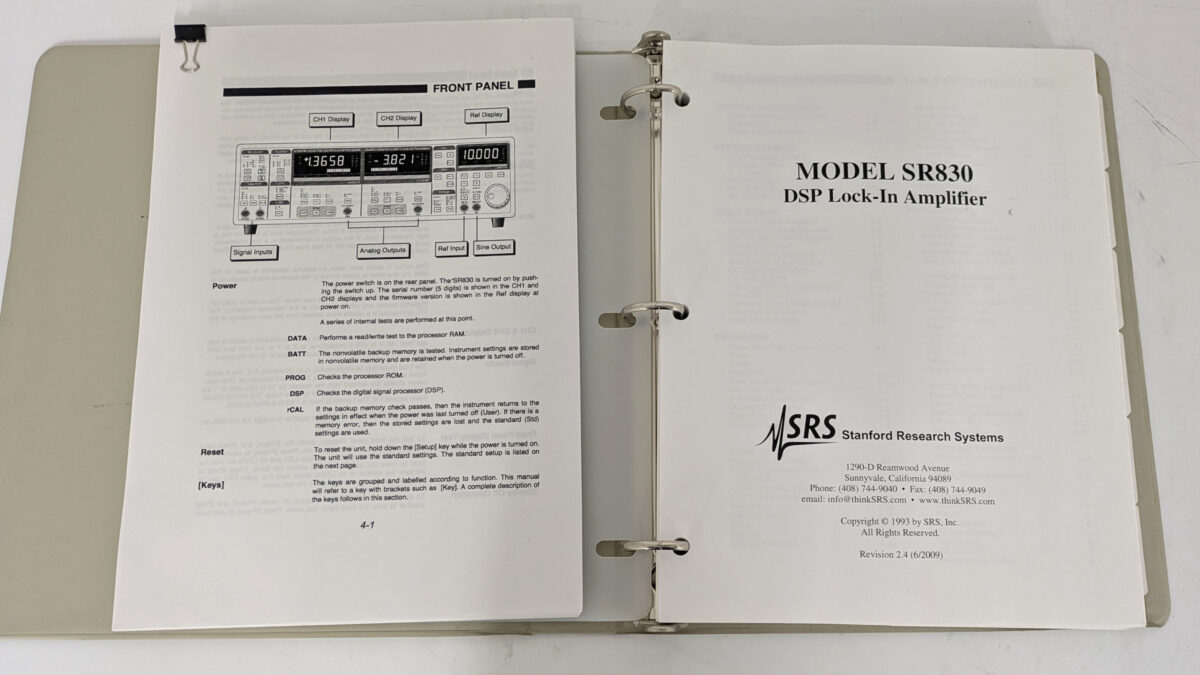 FRONT PANEL
CH1 Display
CH2 Display
Ref Display
1.3658
- 3.821
10.000
Signal Inputs
Analog Outputs
Ref Input
Sine Output
Power
The power switch is on the rear panel. The SR830 is turned on by push-
ing the switch up. The serial number (5 digits) is shown in the CH1 and
CH2 displays and the firmware version is shown in the Ref display at
power on.
A series of internal tests are performed at this point.
DATA Performs a read/write test to the processor RAM.
BATT The nonvolatile backup memory is tested. Instrument settings are stored
in nonvolatile memory and are retained when the power is turned off.
PROG Checks the processor ROM.
DSP Checks the digital signal processor (DSP).
rCAL If the backup memory check passes, then the instrument returns to the
settings in effect when the power was last turned off (User). If there is a
memory error, then the stored settings are lost and the standard (Std)
settings are used.
Reset To reset the unit, hold down the [Setup] key while the power is turned on.
The unit will use the standard settings. The standard setup is listed on
the next page.
[Keys] The keys are grouped and labelled according to function. This manual
will refer to a key with brackets such as [Key]. A complete description of
the keys follows in this section.
4-1
MODEL SR830
DSP Lock-In Amplifier
SRS Stanford Research Systems
1290-D Reamwood Avenue
Sunnyvale, California 94089
Phone: (408) 744-9040 • Fax: (408) 744-9049
email: info@thinkSRS.com • www.thinkSRS.com
Copyright © 1993 by SRS, Inc.
All Rights Reserved.
Revision 2.4 (6/2009)